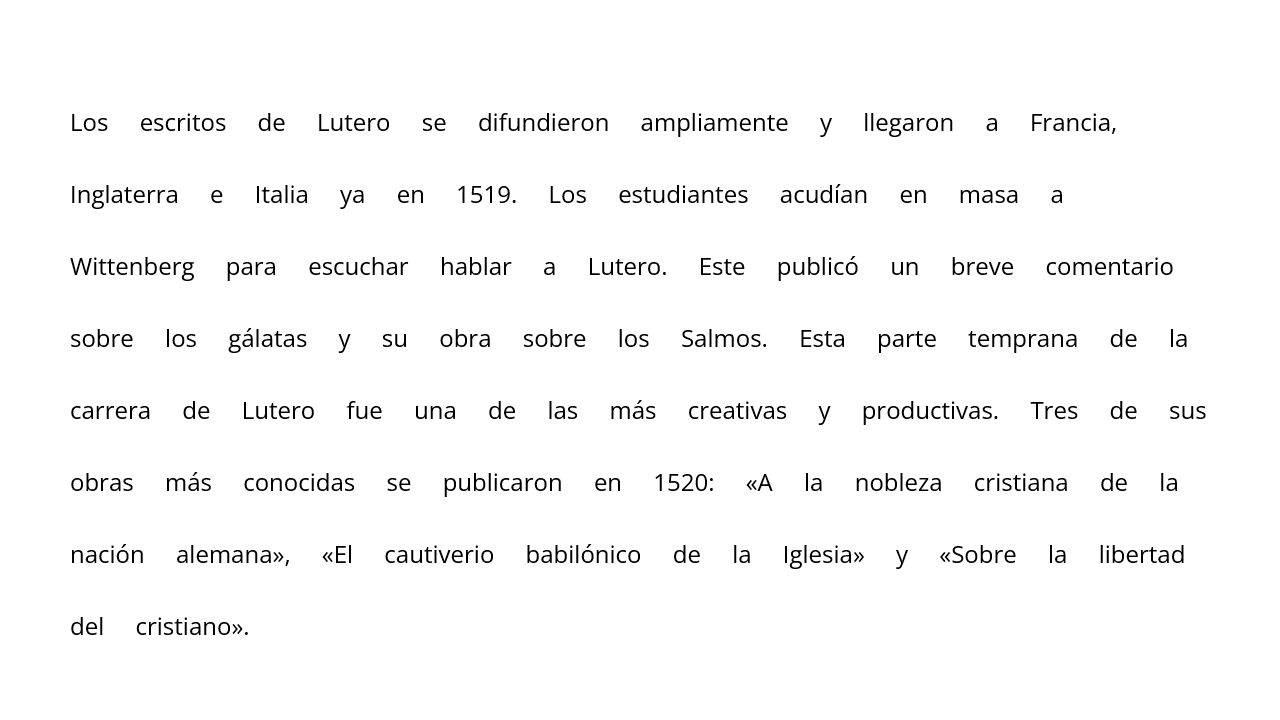 Los escritos de Lutero se difundieron ampliamente y llegaron a Francia,
Inglaterra e Italia ya en 1519. Los estudiantes acudían en masa a
Wittenberg para escuchar hablar a Lutero. Este publicó un breve comentario
sobre los gálatas y su obra sobre los Salmos. Esta parte temprana de la
carrera de Lutero fue una de las más creativas y productivas. Tres de sus
obras más conocidas se publicaron en 1520: «A la nobleza cristiana de la
nación alemana», «El cautiverio babilónico de la Iglesia» y «Sobre la libertad
del cristiano».